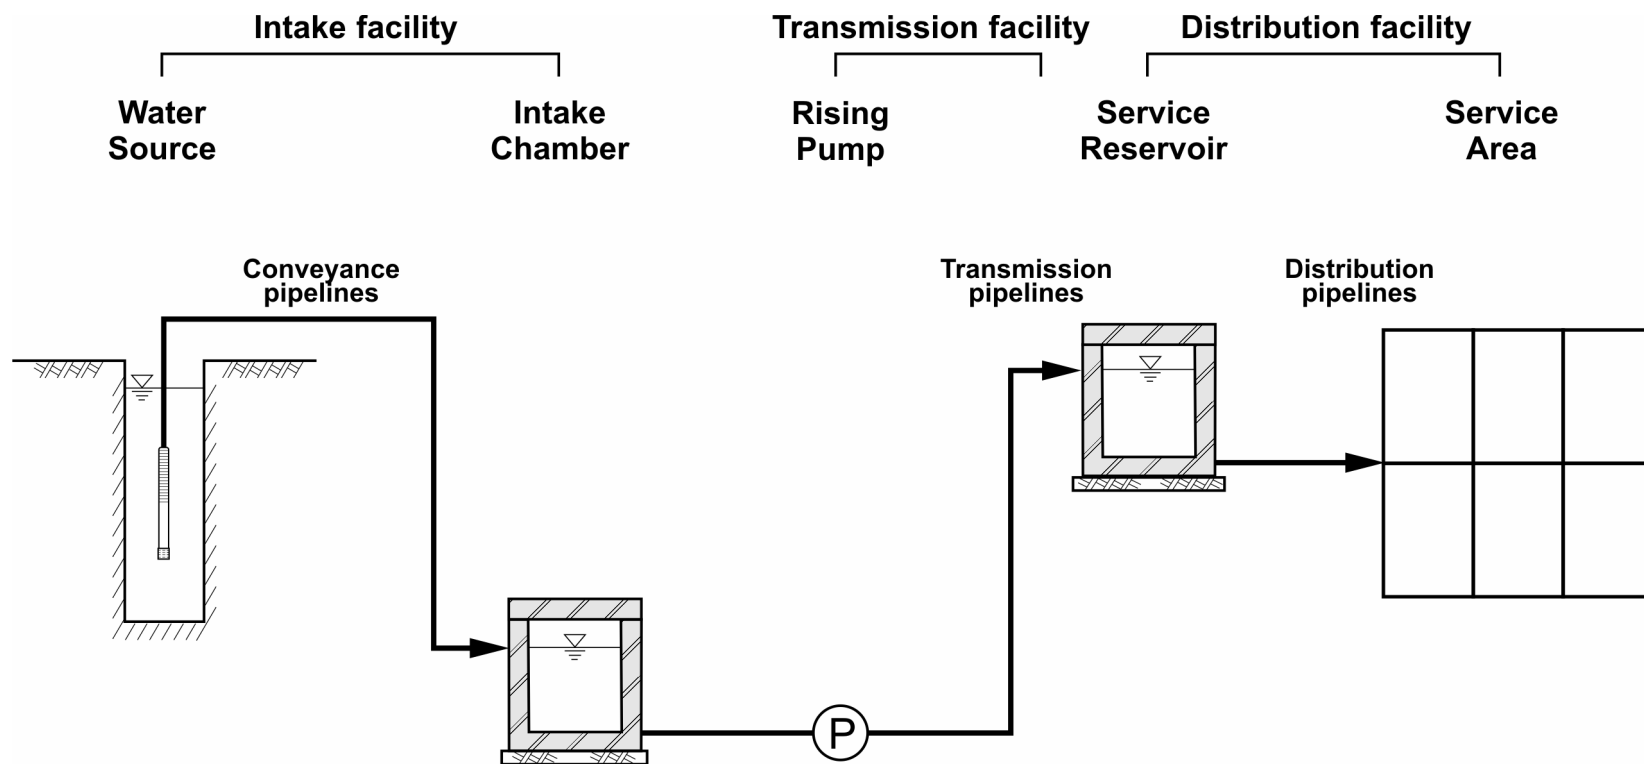 Intake facility
Transmission facility
Distribution facility
Water
Source
Intake
Chamber
Rising
Pump
Service
Reservoir
Service
Area
Conveyance
pipelines
Transmission
pipelines
Distribution
pipelines
P